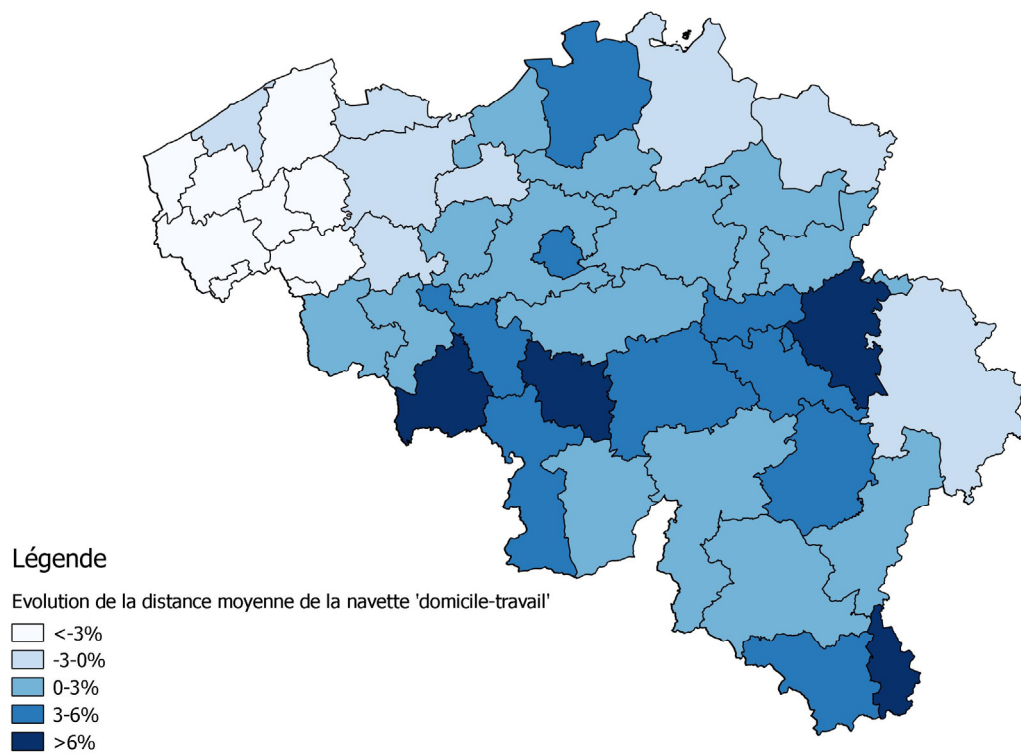 Légende
Evolution de la distance moyenne de la navette 'domicile-travail'
<-3%
-3-0%
0-3%
3-6%
>6%